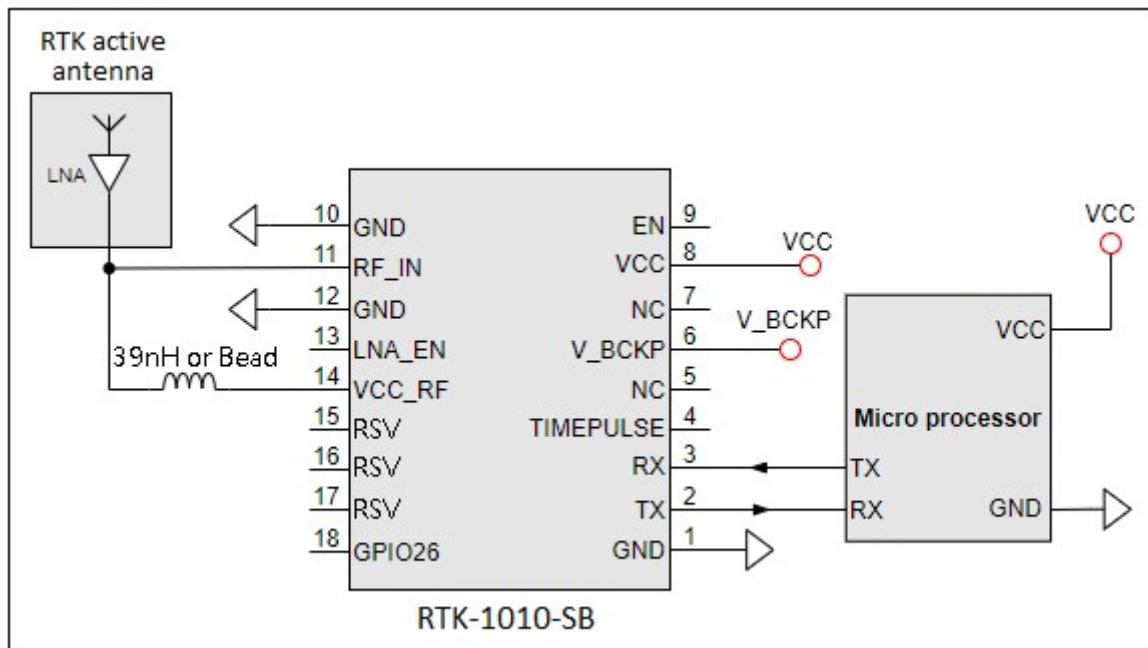 RTK active
antenna
LNA
10 GND
11 RF_IN
12 GND
13 LNA_EN
39nH or Bead
14 VCC_RF
15 RSV
16 RSV
17 RSV
18 GPIO26
EN 9
VCC 8
NC 7
V_BCKP 6
NC 5
TIMEPULSE 4
RX 3
TX 2
GND 1
VCC
V_BCKP
VCC
VCC
Micro processor
TX
RX
GND
RTK-1010-SB